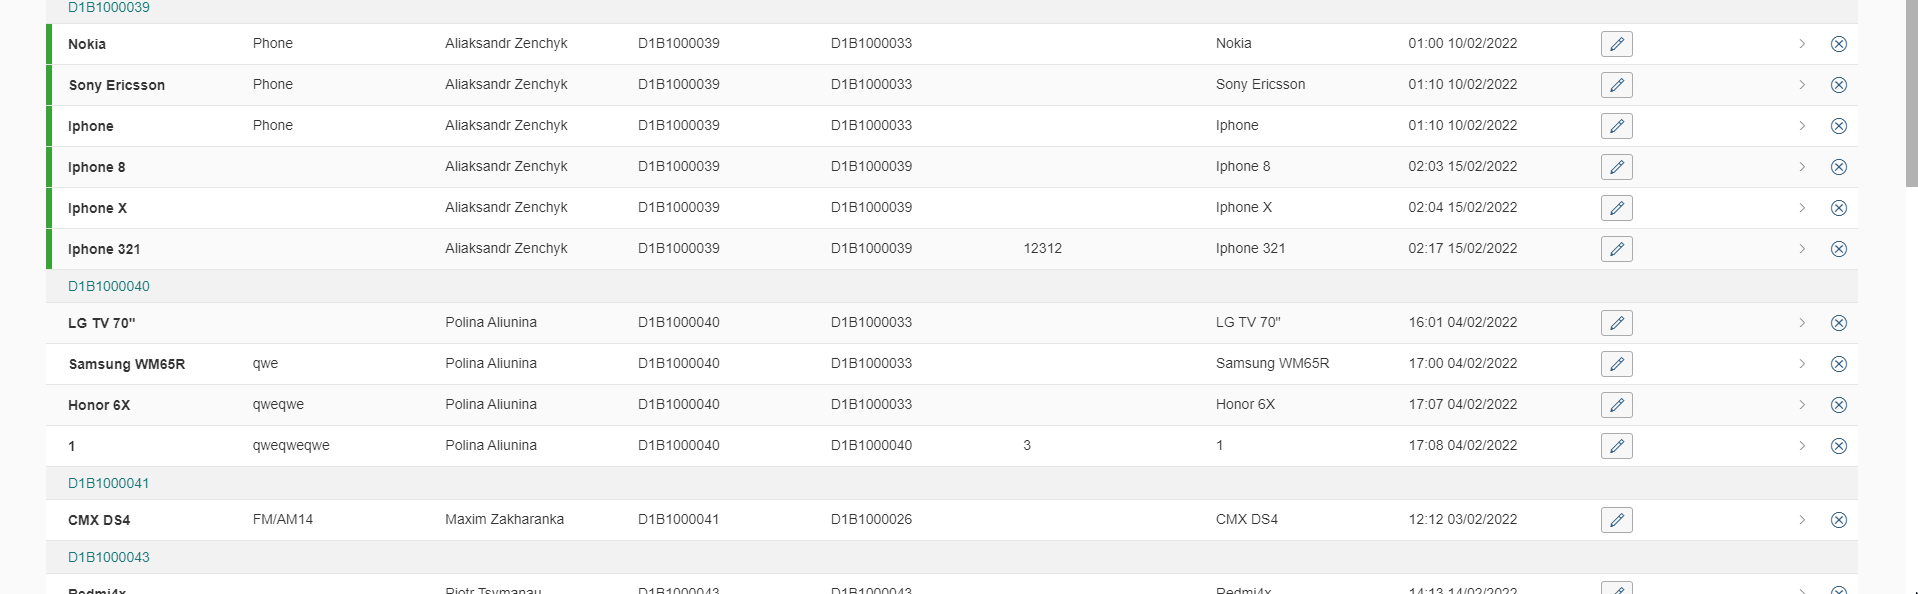 D1B1000039
Nokia Phone Aliaksandr Zenchyk D1B1000039 D1B1000033 Nokia 01:00 10/02/2022
Sony Ericsson Phone Aliaksandr Zenchyk D1B1000039 D1B1000033 Sony Ericsson 01:10 10/02/2022
Iphone Phone Aliaksandr Zenchyk D1B1000039 D1B1000033 Iphone 01:10 10/02/2022
Iphone 8 Aliaksandr Zenchyk D1B1000039 D1B1000039 Iphone 8 02:03 15/02/2022
Iphone X Aliaksandr Zenchyk D1B1000039 D1B1000039 Iphone X 02:04 15/02/2022
Iphone 321 Aliaksandr Zenchyk D1B1000039 D1B1000039 12312 Iphone 321 02:17 15/02/2022
D1B1000040
LG TV 70" Polina Aliunina D1B1000040 D1B1000033 LG TV 70" 16:01 04/02/2022
Samsung WM65R qwe Polina Aliunina D1B1000040 D1B1000033 Samsung WM65R 17:00 04/02/2022
Honor 6X qweqwe Polina Aliunina D1B1000040 D1B1000033 Honor 6X 17:07 04/02/2022
1 qweqweqwe Polina Aliunina D1B1000040 D1B1000040 3 1 17:08 04/02/2022
D1B1000041
CMX DS4 FM/AM14 Maxim Zakharanka D1B1000041 D1B1000026 CMX DS4 12:12 03/02/2022
D1B1000043
Redmi4x Piotr Tsymanau D1B1000043 D1B1000043 Redmi4x 14:13 14/02/2022